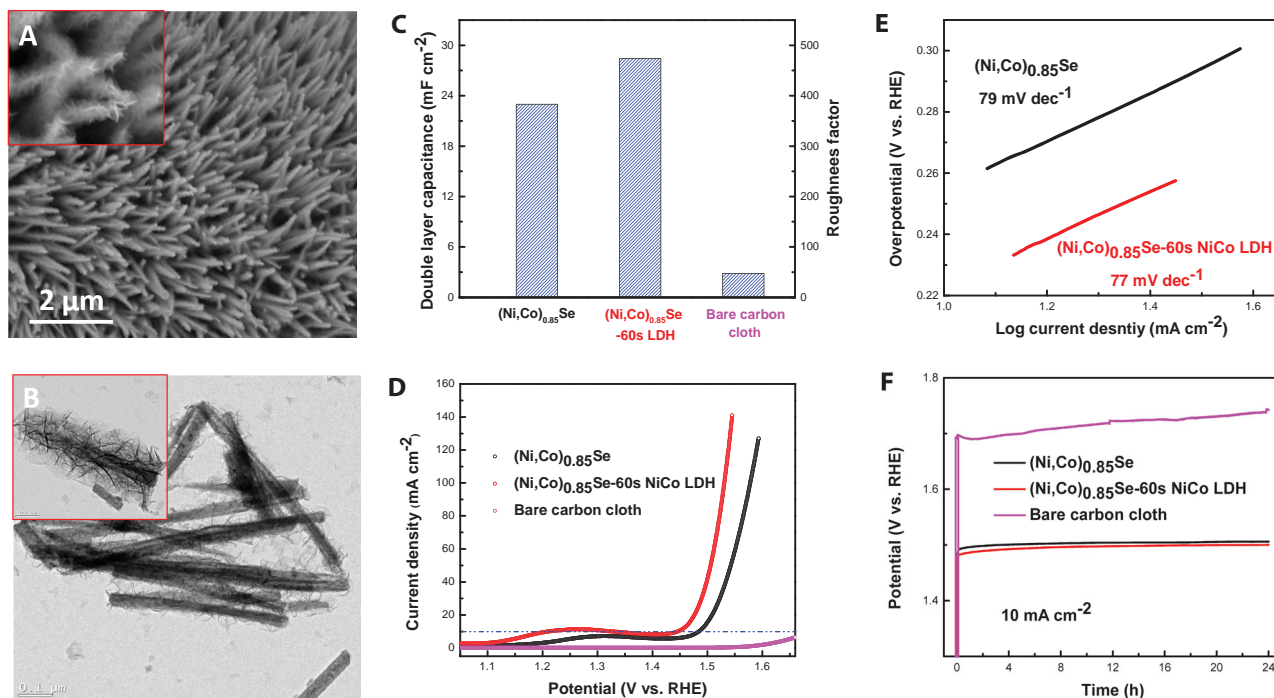 A
2 μm
B
0.1 μm
C
Double layer capacitance (mF cm-2)
30
24
18
12
6
0
500
400
300
200
100
0
Roughnees factor
(Ni,Co)0.85Se
(Ni,Co)0.85Se
-60s LDH
Bare carbon
cloth
D
Current density (mA cm-2)
160
140
120
100
80
60
40
20
10
0
(Ni,Co)0.85Se
(Ni,Co)0.85Se-60s NiCo LDH
Bare carbon cloth
1.1 1.2 1.3 1.4 1.5 1.6
Potential (V vs. RHE)
E
Overpotential (V vs. RHE)
0.30
0.28
0.26
0.24
0.22
(Ni,Co)0.85Se
79 mV dec-1
(Ni,Co)0.85Se-60s NiCo LDH
77 mV dec-1
1.0 1.2 1.4 1.6
Log current desntiy (mA cm-2)
F
Potential (V vs. RHE)
1.8
1.6
1.4
(Ni,Co)0.85Se
(Ni,Co)0.85Se-60s NiCo LDH
Bare carbon cloth
10 mA cm-2
0 4 8 12 16 20 24
Time (h)